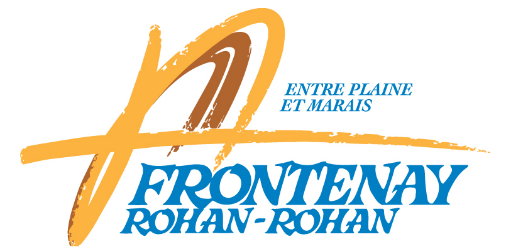 ENTRE PLAINE
ET MARAIS
FRONTENAY
ROHAN-ROHAN